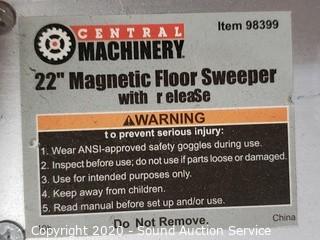 Item 98399
CENTRAL
MACHINERY®
22" Magnetic Floor Sweeper
with releaSe
⚠WARNING
to prevent serious injury:
1. Wear ANSI-approved safety goggles during use.
2. Inspect before use; do not use if parts loose or damaged.
3. Use for intended purposes only.
4. Keep away from children.
5. Read manual before set up and/or use.
Do Not Remove.
China
Copyright 2020 - Sound Auction Service